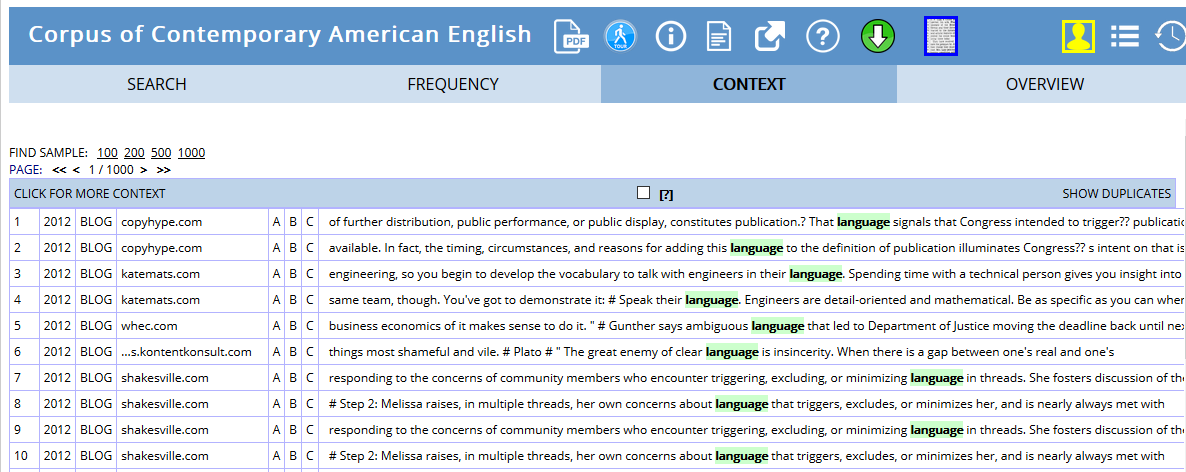 Corpus of Contemporary American English PDF TOUR
SEARCH FREQUENCY CONTEXT OVERVIEW
FIND SAMPLE: 100 200 500 1000
PAGE: << < 1 / 1000 > >>
CLICK FOR MORE CONTEXT [?] SHOW DUPLICATES
1 2012 BLOG copyhype.com A B C of further distribution, public performance, or public display, constitutes publication.? That language signals that Congress intended to trigger??
2 2012 BLOG copyhype.com A B C available. In fact, the timing, circumstances, and reasons for adding this language to the definition of publication illuminates Congress?? s intent on that is
3 2012 BLOG katemats.com A B C engineering, so you begin to develop the vocabulary to talk with engineers in their language. Spending time with a technical person gives you insight into
4 2012 BLOG katemats.com A B C same team, though. You've got to demonstrate it: # Speak their language. Engineers are detail-oriented and mathematical. Be as specific as you can
5 2012 BLOG whec.com A B C business economics of it makes sense to do it. " # Gunther says ambiguous language that led to Department of Justice moving the deadline back until
6 2012 BLOG ...s.kontentkonsult.com A B C things most shameful and vile. # Plato # " The great enemy of clear language is insincerity. When there is a gap between one's real and one's
7 2012 BLOG shakesville.com A B C responding to the concerns of community members who encounter triggering, excluding, or minimizing language in threads. She fosters discussion of
8 2012 BLOG shakesville.com A B C # Step 2: Melissa raises, in multiple threads, her own concerns about language that triggers, excludes, or minimizes her, and is nearly always met with
9 2012 BLOG shakesville.com A B C responding to the concerns of community members who encounter triggering, excluding, or minimizing language in threads. She fosters discussion of
10 2012 BLOG shakesville.com A B C # Step 2: Melissa raises, in multiple threads, her own concerns about language that triggers, excludes, or minimizes her, and is nearly always met with